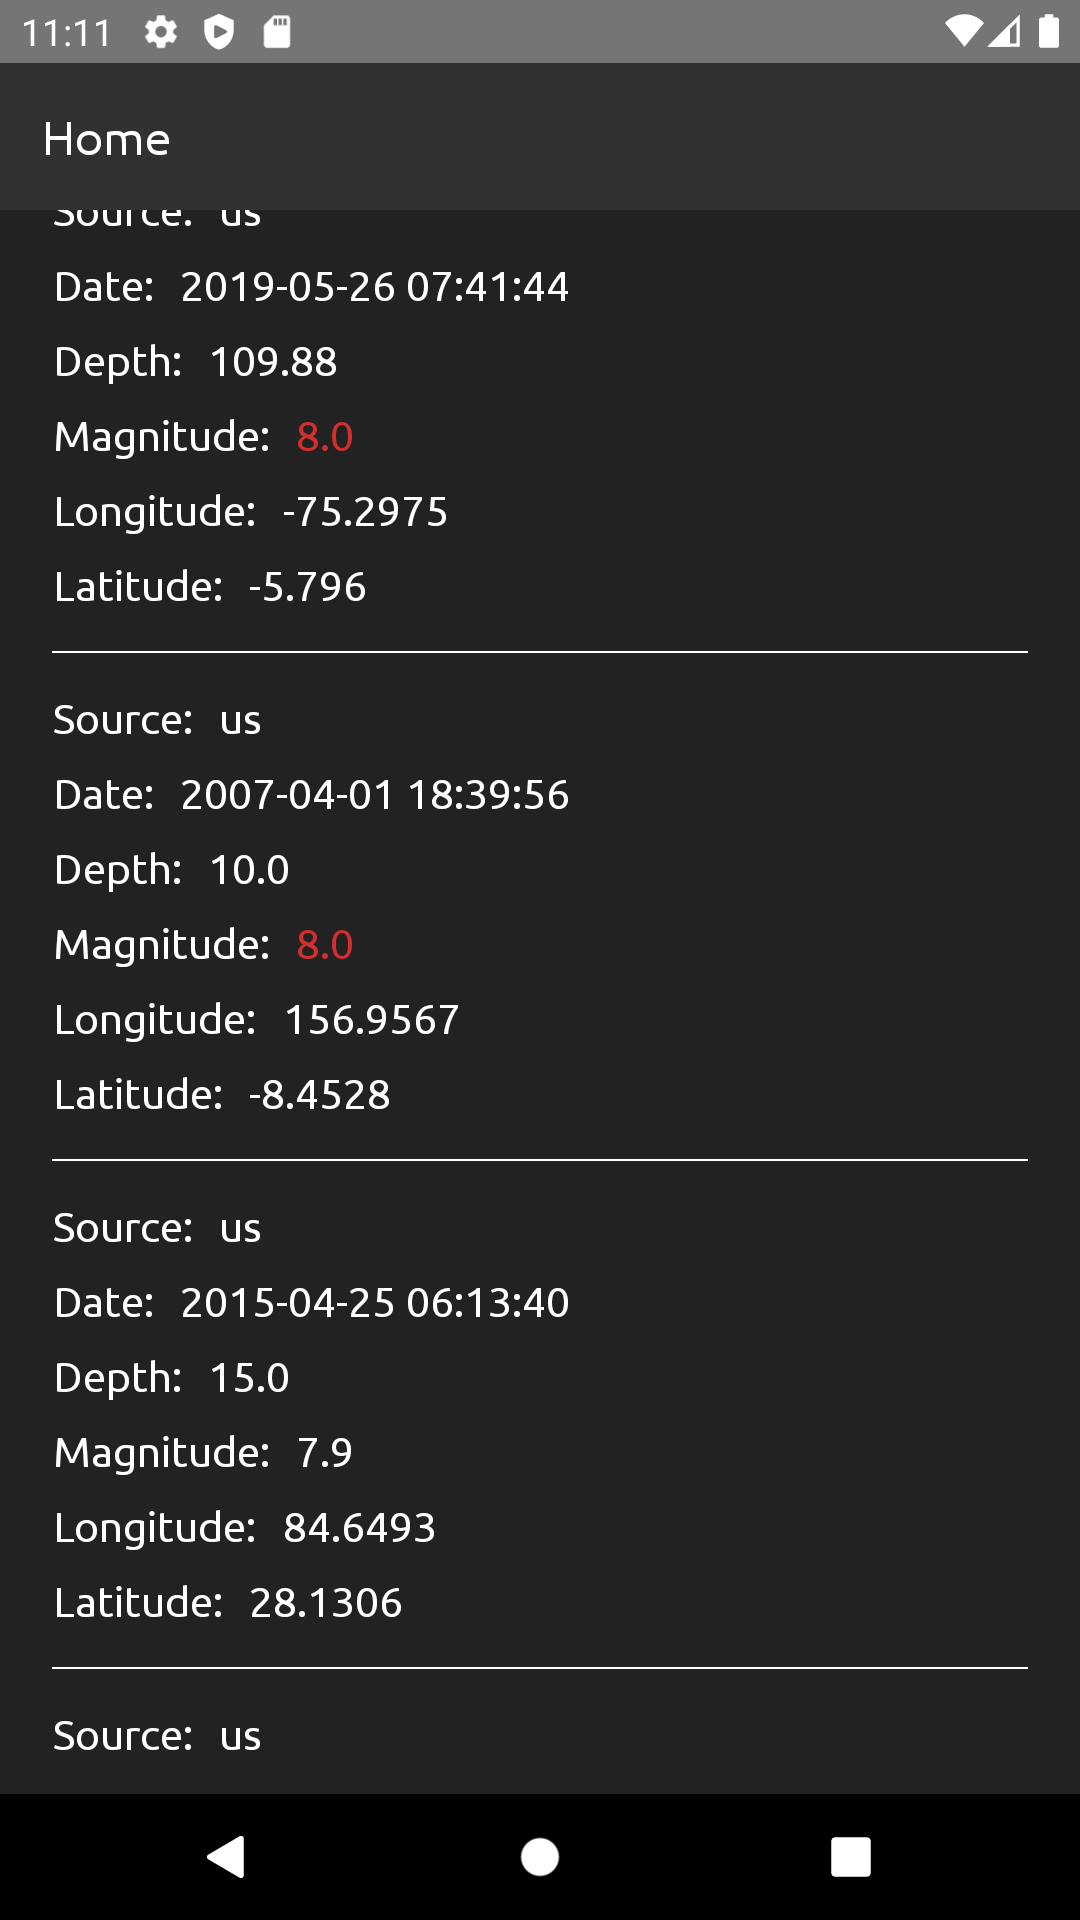 11:11
Home
Source: us
Date: 2019-05-26 07:41:44
Depth: 109.88
Magnitude: 8.0
Longitude: -75.2975
Latitude: -5.796
Source: us
Date: 2007-04-01 18:39:56
Depth: 10.0
Magnitude: 8.0
Longitude: 156.9567
Latitude: -8.4528
Source: us
Date: 2015-04-25 06:13:40
Depth: 15.0
Magnitude: 7.9
Longitude: 84.6493
Latitude: 28.1306
Source: us